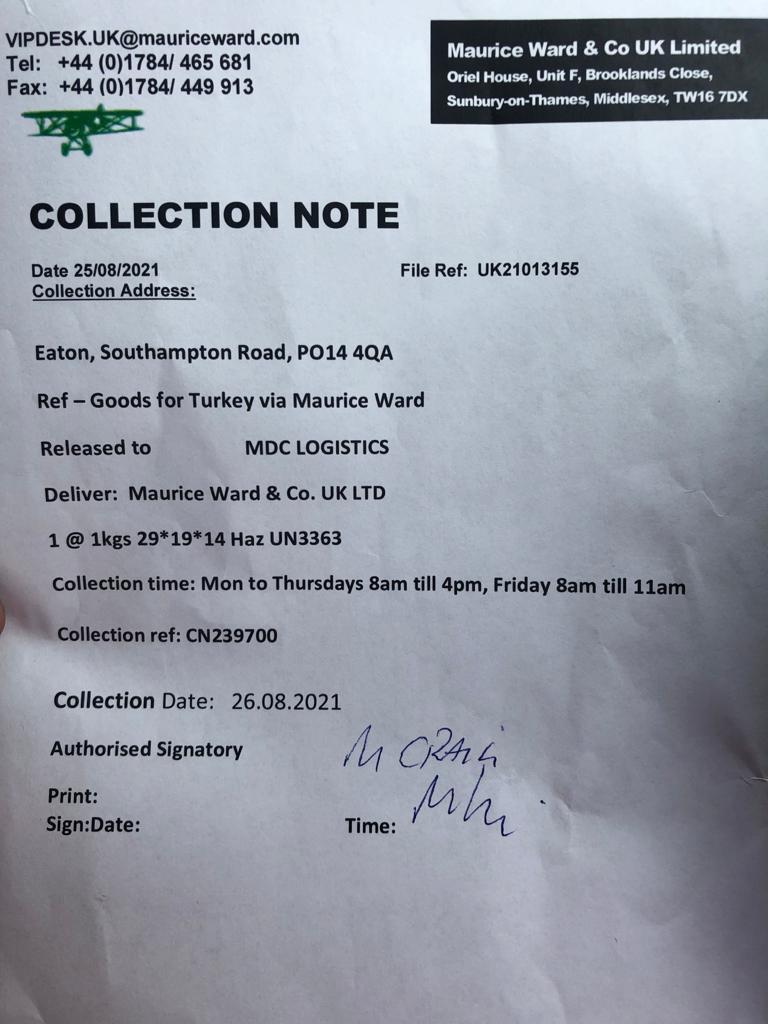 VIPDESK.UK@mauriceward.com
Tel: +44 (0)1784/ 465 681
Fax: +44 (0)1784/ 449 913
Maurice Ward & Co UK Limited
Oriel House, Unit F, Brooklands Close,
Sunbury-on-Thames, Middlesex, TW16 7DX
COLLECTION NOTE
Date 25/08/2021 File Ref: UK21013155
Collection Address:
Eaton, Southampton Road, PO14 4QA
Ref – Goods for Turkey via Maurice Ward
Released to MDC LOGISTICS
Deliver: Maurice Ward & Co. UK LTD
1 @ 1kgs 29*19*14 Haz UN3363
Collection time: Mon to Thursdays 8am till 4pm, Friday 8am till 11am
Collection ref: CN239700
Collection Date: 26.08.2021
Authorised Signatory M CRAIG
Print:
Sign:Date: Time: